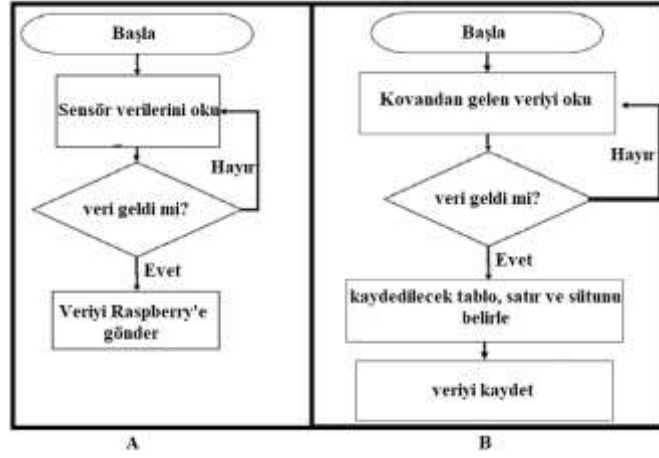 Başla
Sensör verilerini oku
Hayır
veri geldi mi?
Evet
Veriyi Raspberry'e
gönder
A
Başla
Kovandan gelen veriyi oku
Hayır
veri geldi mi?
Evet
kaydedilecek tablo, satır ve sütunu
belirle
veriyi kaydet
B